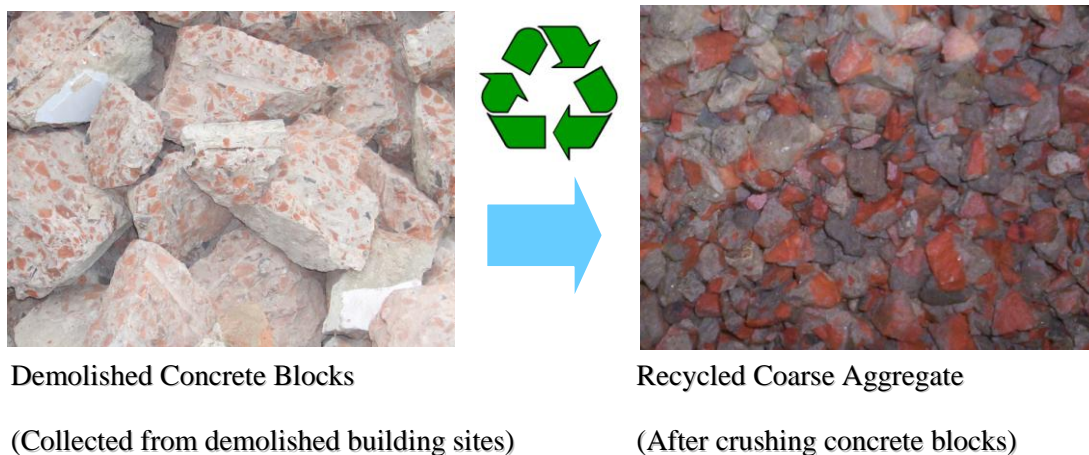 Demolished Concrete Blocks
Recycled Coarse Aggregate
(Collected from demolished building sites)
(After crushing concrete blocks)